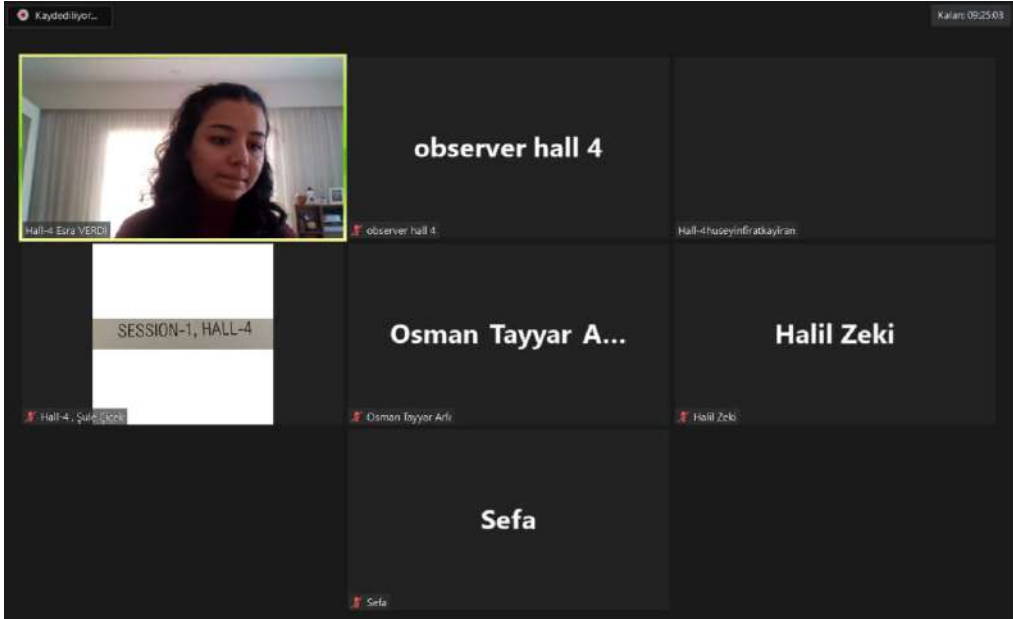 Kaydediliyor...
Kalan: 09:25:03
Hall-4 Esra VERDİ
observer hall 4
observer hall 4
Hall-4huseyinfiratkayiran
SESSION-1, HALL-4
Hall-4 , Şule Çiçek
Osman Tayyar A...
Osman Tayyar Arlı
Halil Zeki
Halil Zeki
Sefa
Sefa